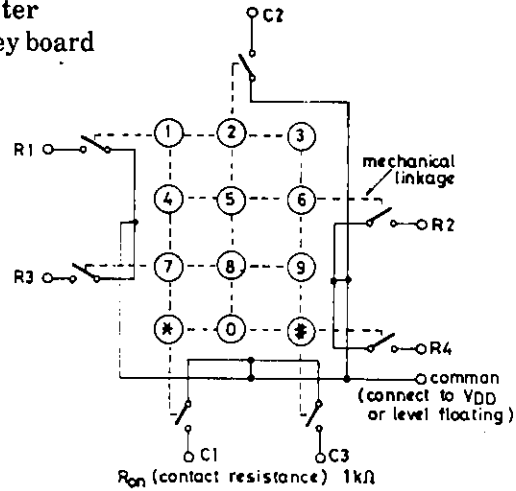 ter
ey board
C2
1 2 3
R1
mechanical
linkage
4 5 6
R2
R3
7 8 9
* 0 #
R4
common
(connect to VDD
or level floating)
C1 C3
Ron (contact resistance) 1kΩ